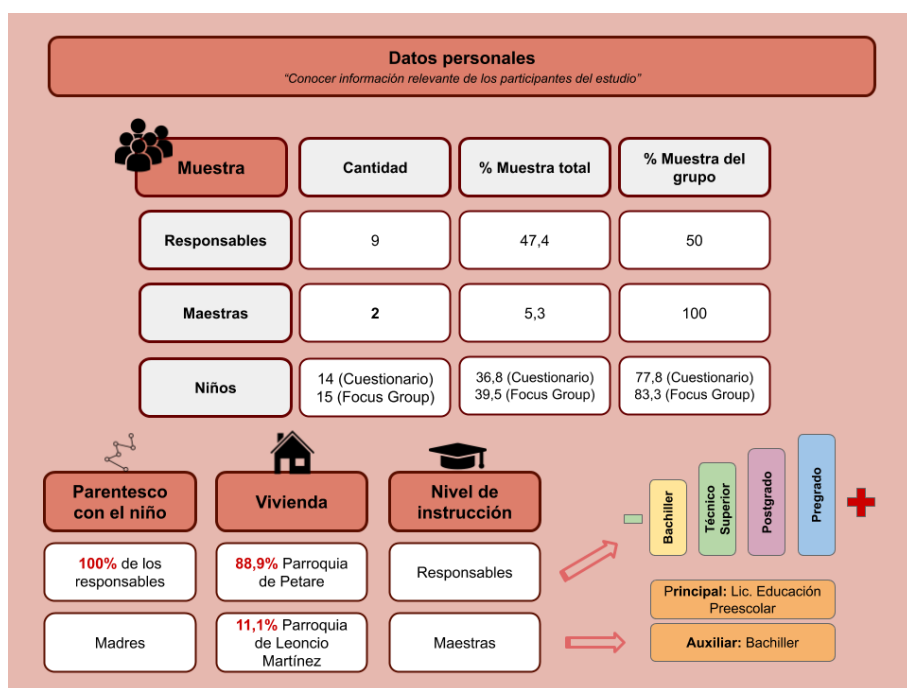 Datos personales
“Conocer información relevante de los participantes del estudio”
Muestra
Cantidad
% Muestra total
% Muestra del
grupo
Responsables
9
47,4
50
Maestras
2
5,3
100
Niños
14 (Cuestionario)
15 (Focus Group)
36,8 (Cuestionario)
39,5 (Focus Group)
77,8 (Cuestionario)
83,3 (Focus Group)
Parentesco
con el niño
100% de los
responsables
Madres
Vivienda
88,9% Parroquia
de Petare
11,1% Parroquia
de Leoncio
Martínez
Nivel de
instrucción
Responsables
Maestras
Bachiller
Técnico
Superior
Postgrado
Pregrado
Principal: Lic. Educación
Preescolar
Auxiliar: Bachiller